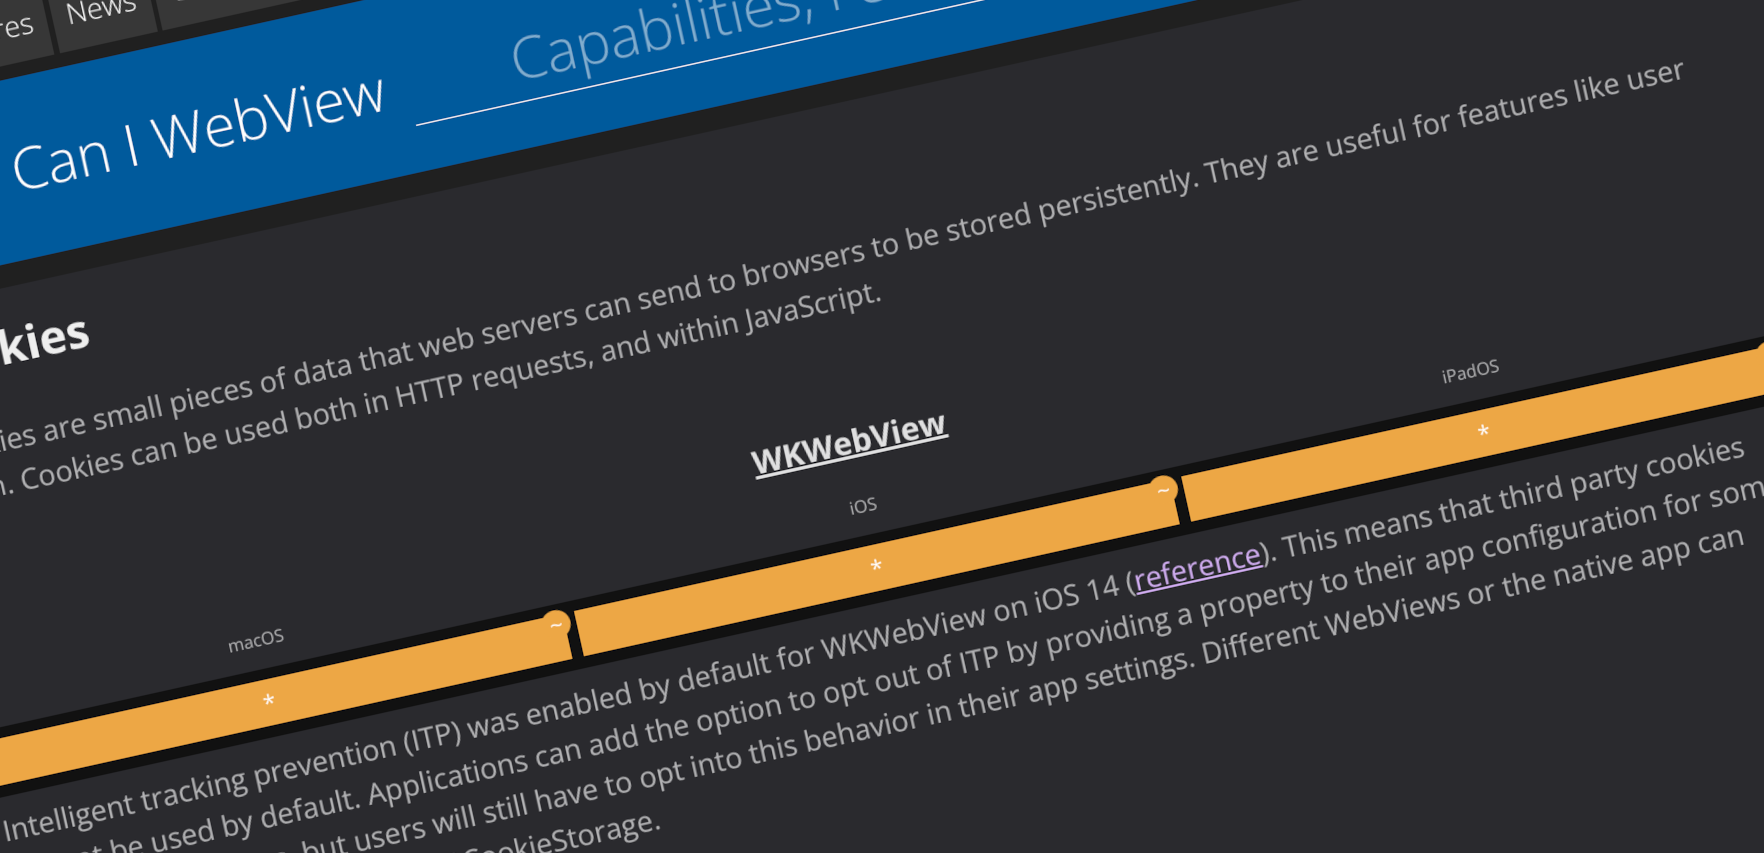 res
News
Can I WebView
Capabilities,
kies
ies are small pieces of data that web servers can send to browsers to be stored persistently. They are useful for features like user
n. Cookies can be used both in HTTP requests, and within JavaScript.
WKWebView
macOS
iOS
iPadOS
* ~
* ~
*
Intelligent tracking prevention (ITP) was enabled by default for WKWebView on iOS 14 (reference). This means that third party cookies
be used by default. Applications can add the option to opt out of ITP by providing a property to their app configuration for som
, but users will still have to opt into this behavior in their app settings. Different WebViews or the native app can
CookieStorage.